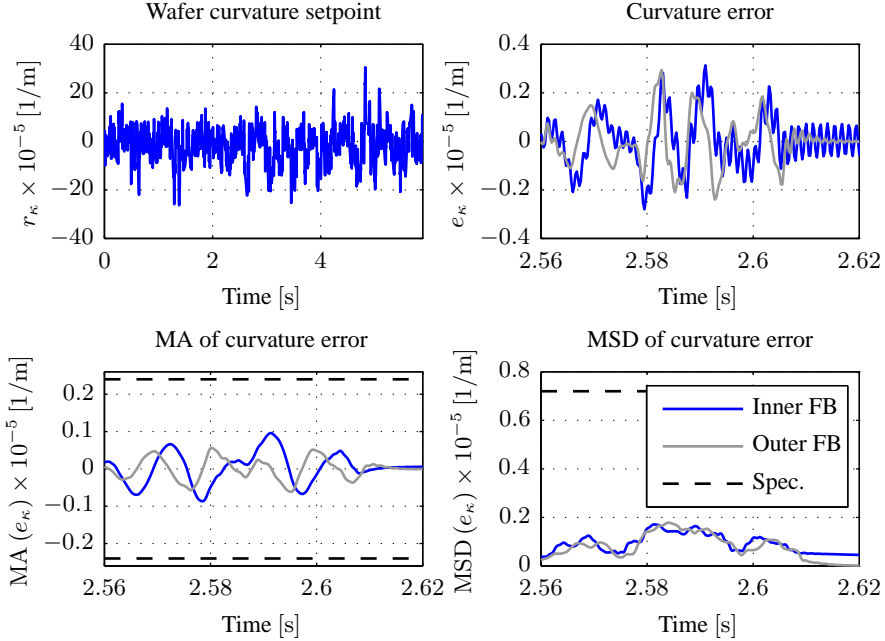 Wafer curvature setpoint
40
20
0
−20
−40
0
2
4
r_κ × 10^−5 [1/m]
Time [s]
Curvature error
0.4
0.2
0
−0.2
−0.4
2.56
2.58
2.6
2.62
e_κ × 10^−5 [1/m]
Time [s]
MA of curvature error
0.2
0.1
0
−0.1
−0.2
2.56
2.58
2.6
2.62
MA (e_κ) × 10^−5 [1/m]
Time [s]
MSD of curvature error
0.8
0.6
0.4
0.2
0
2.56
2.58
2.6
2.62
MSD (e_κ) × 10^−5 [1/m]
Time [s]
Inner FB
Outer FB
Spec.